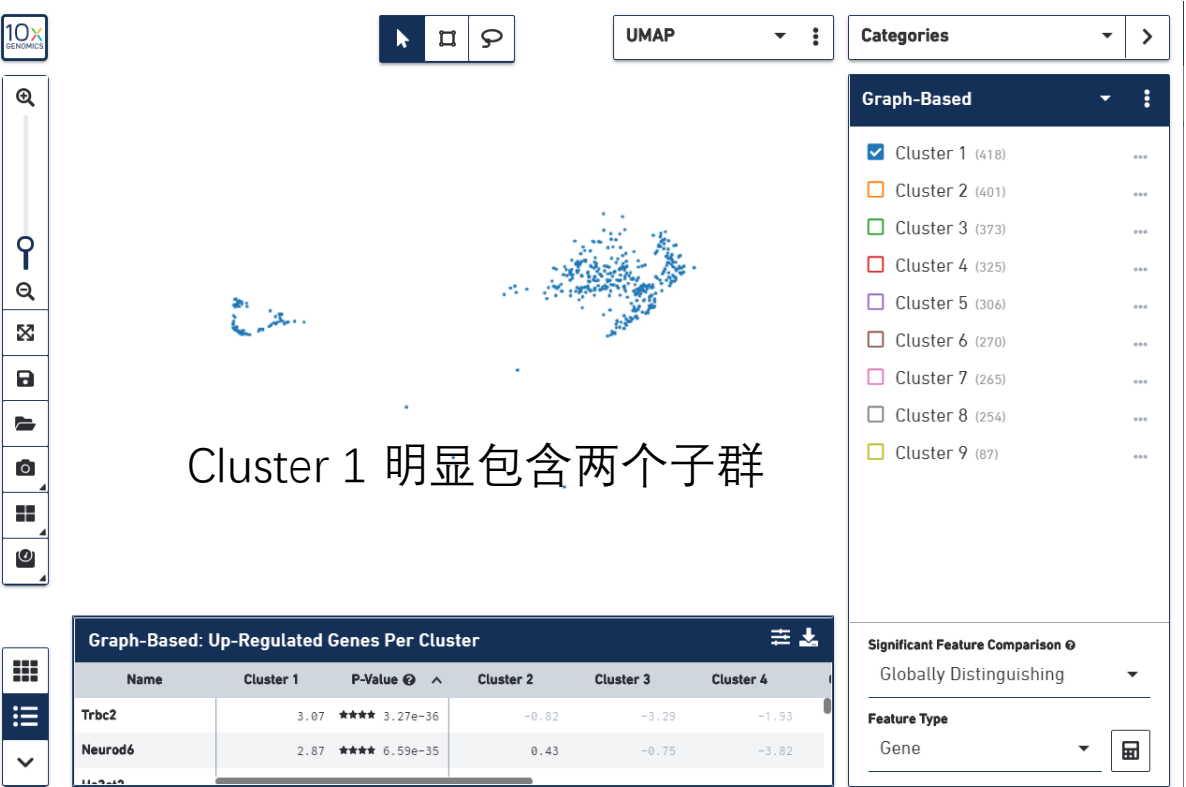 10x
GENOMICS
UMAP
Categories
Graph-Based
Cluster 1 (418)
Cluster 2 (401)
Cluster 3 (373)
Cluster 4 (325)
Cluster 5 (306)
Cluster 6 (270)
Cluster 7 (265)
Cluster 8 (254)
Cluster 9 (87)
Cluster 1 明显包含两个子群
Significant Feature Comparison
Globally Distinguishing
Feature Type
Gene
Graph-Based: Up-Regulated Genes Per Cluster
Name Cluster 1 P-Value Cluster 2 Cluster 3 Cluster 4
Trbc2 3.07 ★★★★ 3.27e-36 -0.82 -3.29 -1.93
Neurod6 2.87 ★★★★ 6.59e-35 0.43 -0.75 -3.82